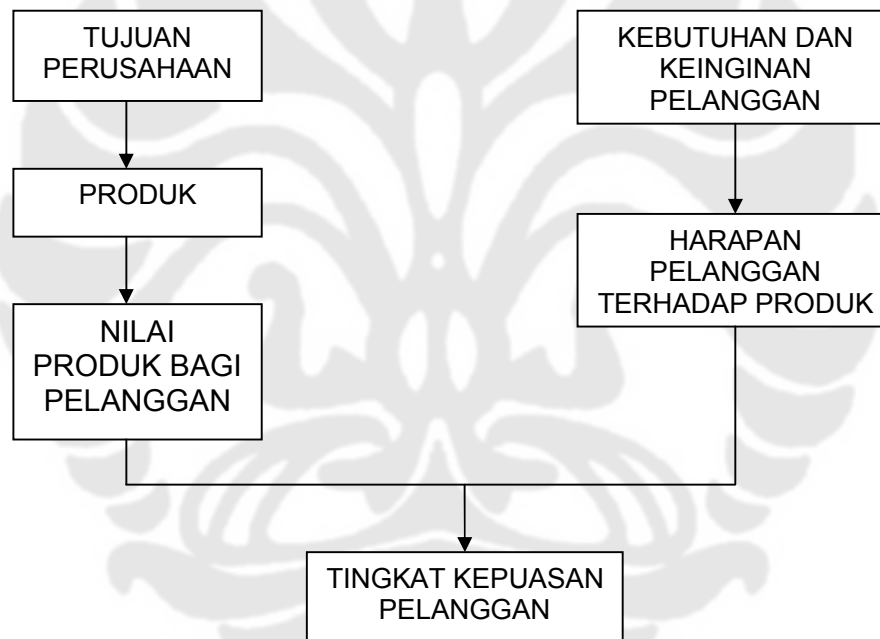 TUJUAN
PERUSAHAAN
PRODUK
NILAI
PRODUK BAGI
PELANGGAN
KEBUTUHAN DAN
KEINGINAN
PELANGGAN
HARAPAN
PELANGGAN
TERHADAP PRODUK
TINGKAT KEPUASAN
PELANGGAN